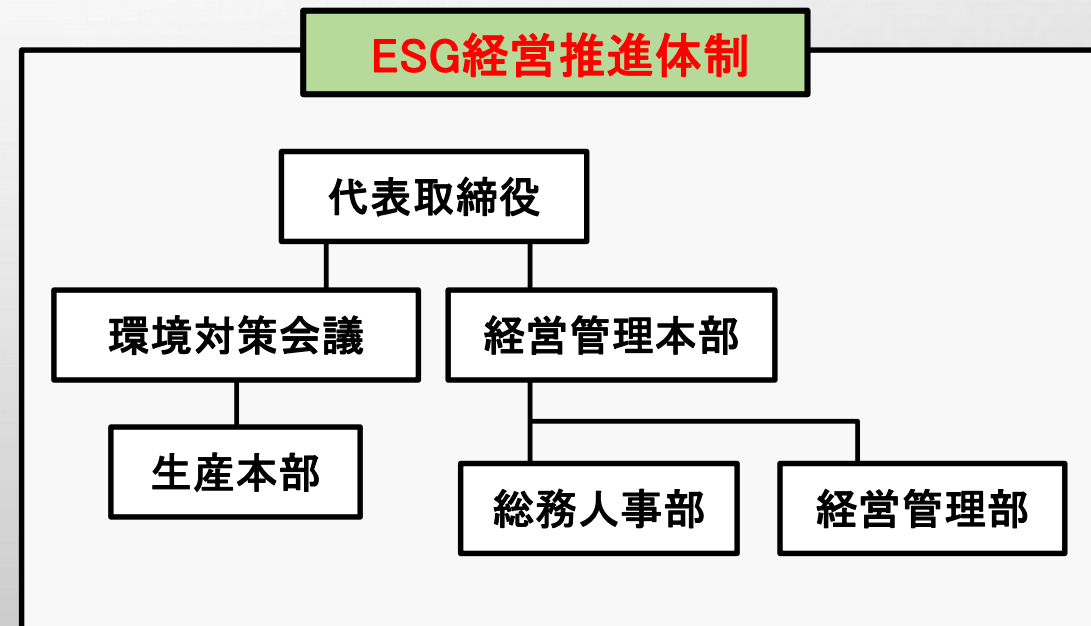 ESG経営推進体制
代表取締役
環境対策会議
経営管理本部
生産本部
総務人事部
経営管理部